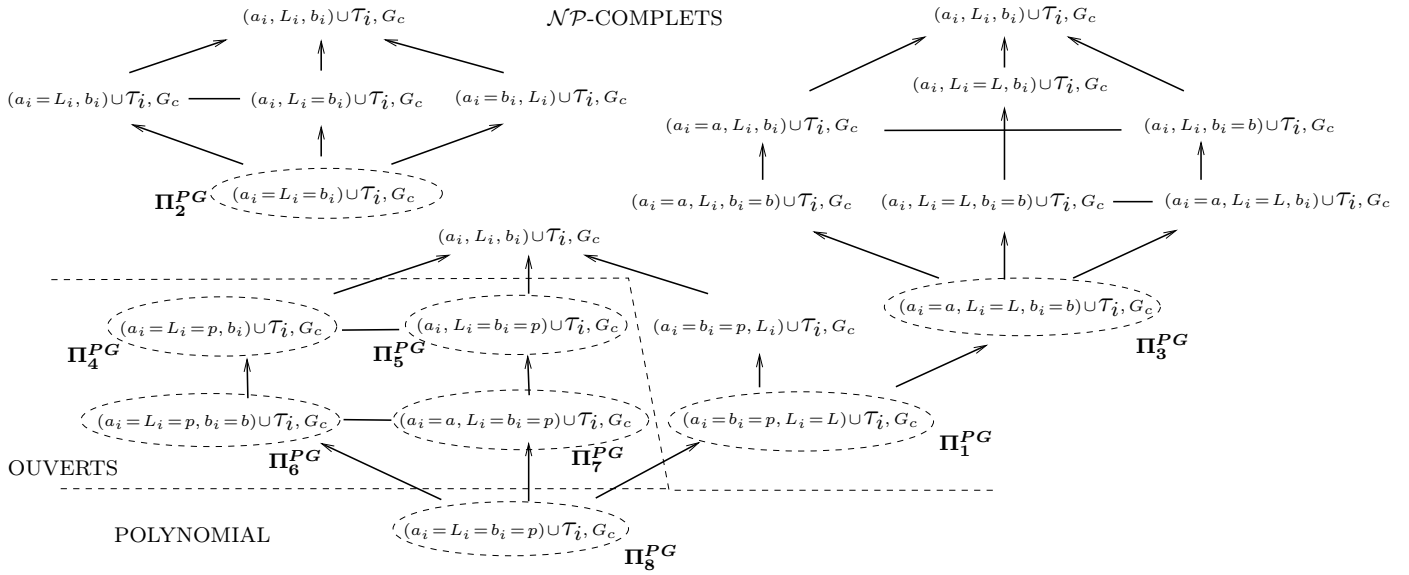 (a_i, L_i, b_i)∪𝒯_i, G_c
𝒩𝒫-COMPLETS
(a_i, L_i, b_i)∪𝒯_i, G_c
(a_i, L_i=L, b_i)∪𝒯_i, G_c
(a_i=L_i, b_i)∪𝒯_i, G_c
(a_i, L_i=b_i)∪𝒯_i, G_c
(a_i=b_i, L_i)∪𝒯_i, G_c
(a_i=a, L_i, b_i)∪𝒯_i, G_c
(a_i, L_i, b_i=b)∪𝒯_i, G_c
(a_i=L_i=b_i)∪𝒯_i, G_c
Π_2^{PG}
(a_i=a, L_i, b_i=b)∪𝒯_i, G_c
(a_i, L_i=L, b_i=b)∪𝒯_i, G_c
(a_i=a, L_i=L, b_i)∪𝒯_i, G_c
(a_i, L_i, b_i)∪𝒯_i, G_c
(a_i=a, L_i=L, b_i=b)∪𝒯_i, G_c
Π_3^{PG}
(a_i=L_i=p, b_i)∪𝒯_i, G_c
Π_4^{PG}
(a_i, L_i=b_i=p)∪𝒯_i, G_c
Π_5^{PG}
(a_i=b_i=p, L_i)∪𝒯_i, G_c
(a_i=L_i=p, b_i=b)∪𝒯_i, G_c
Π_6^{PG}
(a_i=a, L_i=b_i=p)∪𝒯_i, G_c
Π_7^{PG}
(a_i=b_i=p, L_i=L)∪𝒯_i, G_c
Π_1^{PG}
OUVERTS
POLYNOMIAL
(a_i=L_i=b_i=p)∪𝒯_i, G_c
Π_8^{PG}